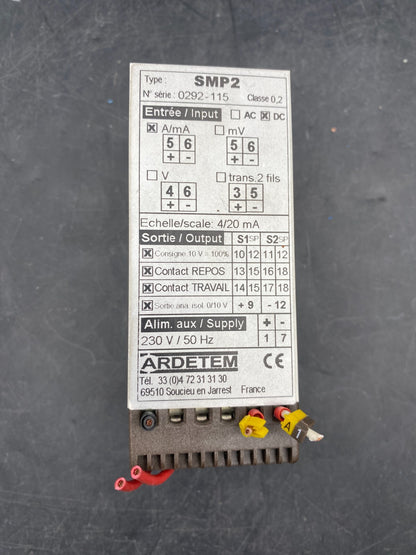 Type : SMP2
N° série : 0292-115 Classe 0,2
Entrée / Input AC DC
A/mA mV
5 6 5 6
+ - + -
V trans.2 fils
4 6 3 5
+ - + -
Echelle/scale: 4/20 mA
Sortie / Output S1 SP S2 SP
Consigne 10 V = 100% 10 12 11 12
Contact REPOS 13 15 16 18
Contact TRAVAIL 14 15 17 18
Sortie ana. isol. 0/10 V + 9 - 12
Alim. aux / Supply + -
230 V / 50 Hz 1 7
ARDETEM CE
Tél. 33 (0)4 72 31 31 30
69510 Soucieu en Jarrest France
A 1